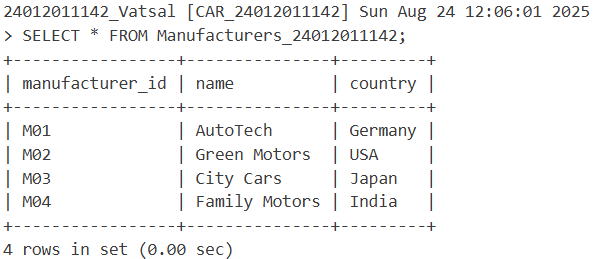 24012011142_Vatsal [CAR_24012011142] Sun Aug 24 12:06:01 2025
> SELECT * FROM Manufacturers_24012011142;
+-----------------+---------------+---------+
| manufacturer_id | name          | country |
+-----------------+---------------+---------+
| M01             | AutoTech      | Germany |
| M02             | Green Motors  | USA     |
| M03             | City Cars     | Japan   |
| M04             | Family Motors | India   |
+-----------------+---------------+---------+
4 rows in set (0.00 sec)